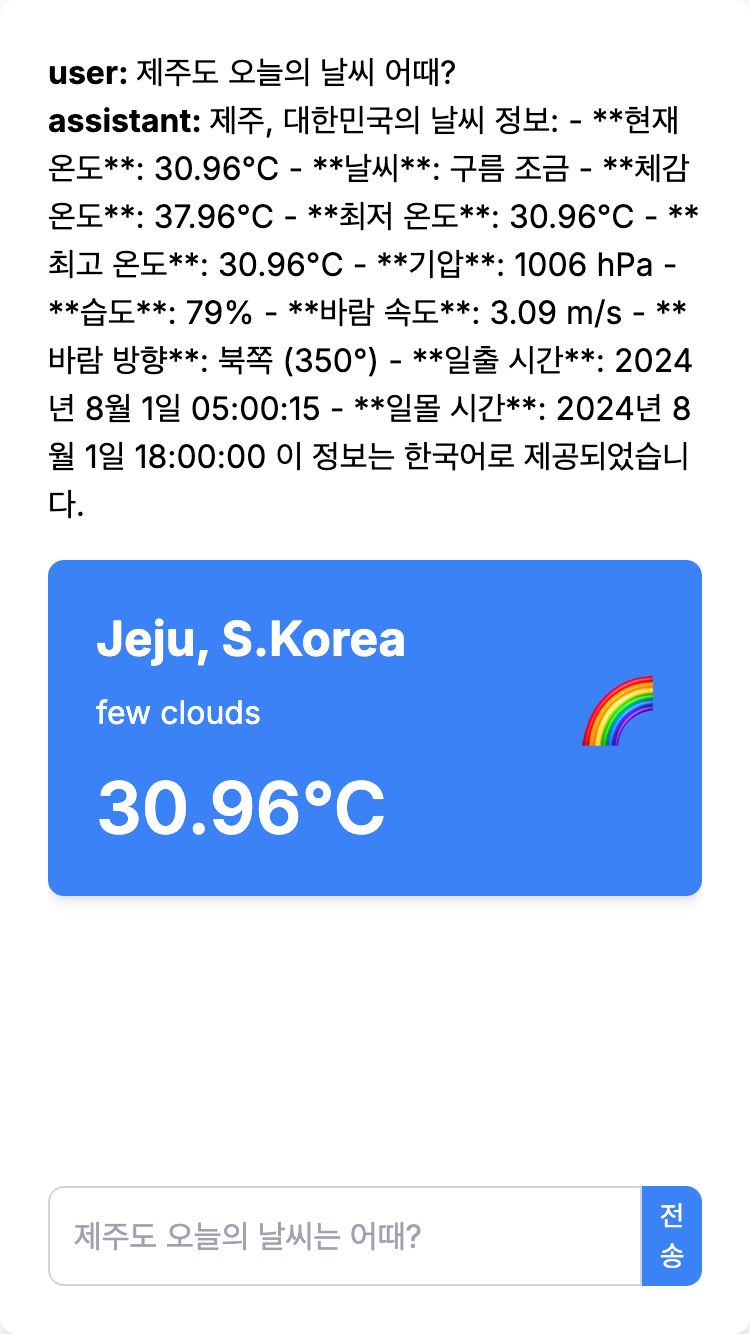 user: 제주도 오늘의 날씨 어때?
assistant: 제주, 대한민국의 날씨 정보: - **현재
온도**: 30.96°C - **날씨**: 구름 조금 - **체감
온도**: 37.96°C - **최저 온도**: 30.96°C - **
최고 온도**: 30.96°C - **기압**: 1006 hPa -
**습도**: 79% - **바람 속도**: 3.09 m/s - **
바람 방향**: 북쪽 (350°) - **일출 시간**: 2024
년 8월 1일 05:00:15 - **일몰 시간**: 2024년 8
월 1일 18:00:00 이 정보는 한국어로 제공되었습니
다.
Jeju, S.Korea
few clouds
30.96°C
제주도 오늘의 날씨는 어때?
전
송